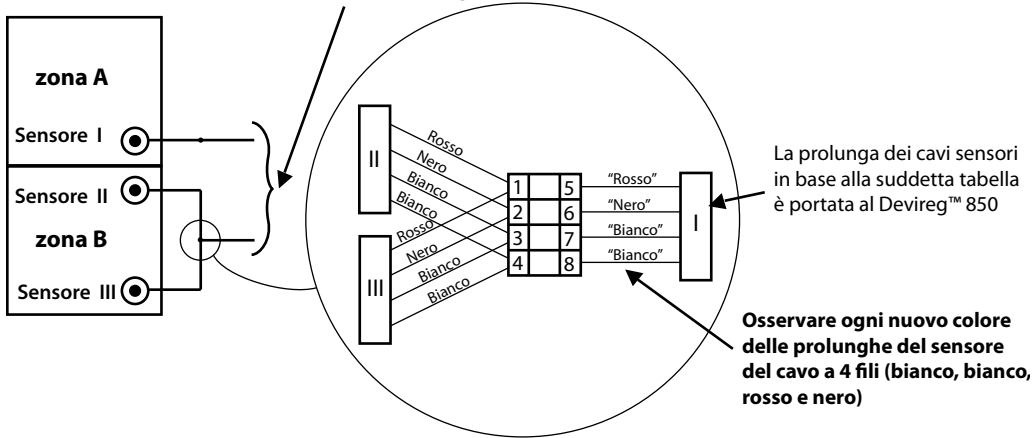 zona A
Sensore I
Sensore II
zona B
Sensore III
II
III
Rosso
Nero
Bianco
Bianco
Rosso
Nero
Bianco
Bianco
1 5
2 6
3 7
4 8
"Rosso"
"Nero"
"Bianco"
"Bianco"
I
La prolunga dei cavi sensori
in base alla suddetta tabella
è portata al Devireg™ 850
Osservare ogni nuovo colore
delle prolunghe del sensore
del cavo a 4 fili (bianco, bianco,
rosso e nero)